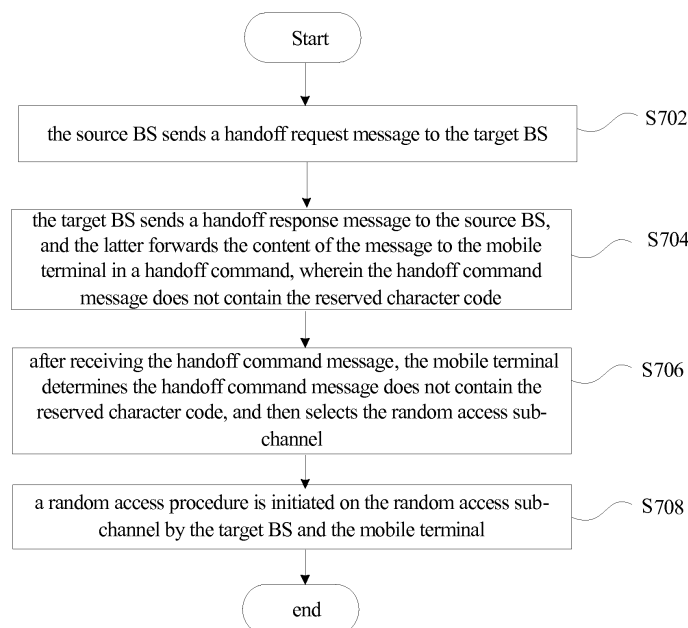 Start
the source BS sends a handoff request message to the target BS
S702
the target BS sends a handoff response message to the source BS,
and the latter forwards the content of the message to the mobile
terminal in a handoff command, wherein the handoff command
message does not contain the reserved character code
S704
after receiving the handoff command message, the mobile terminal
determines the handoff command message does not contain the
reserved character code, and then selects the random access sub-
channel
S706
a random access procedure is initiated on the random access sub-
channel by the target BS and the mobile terminal
S708
end